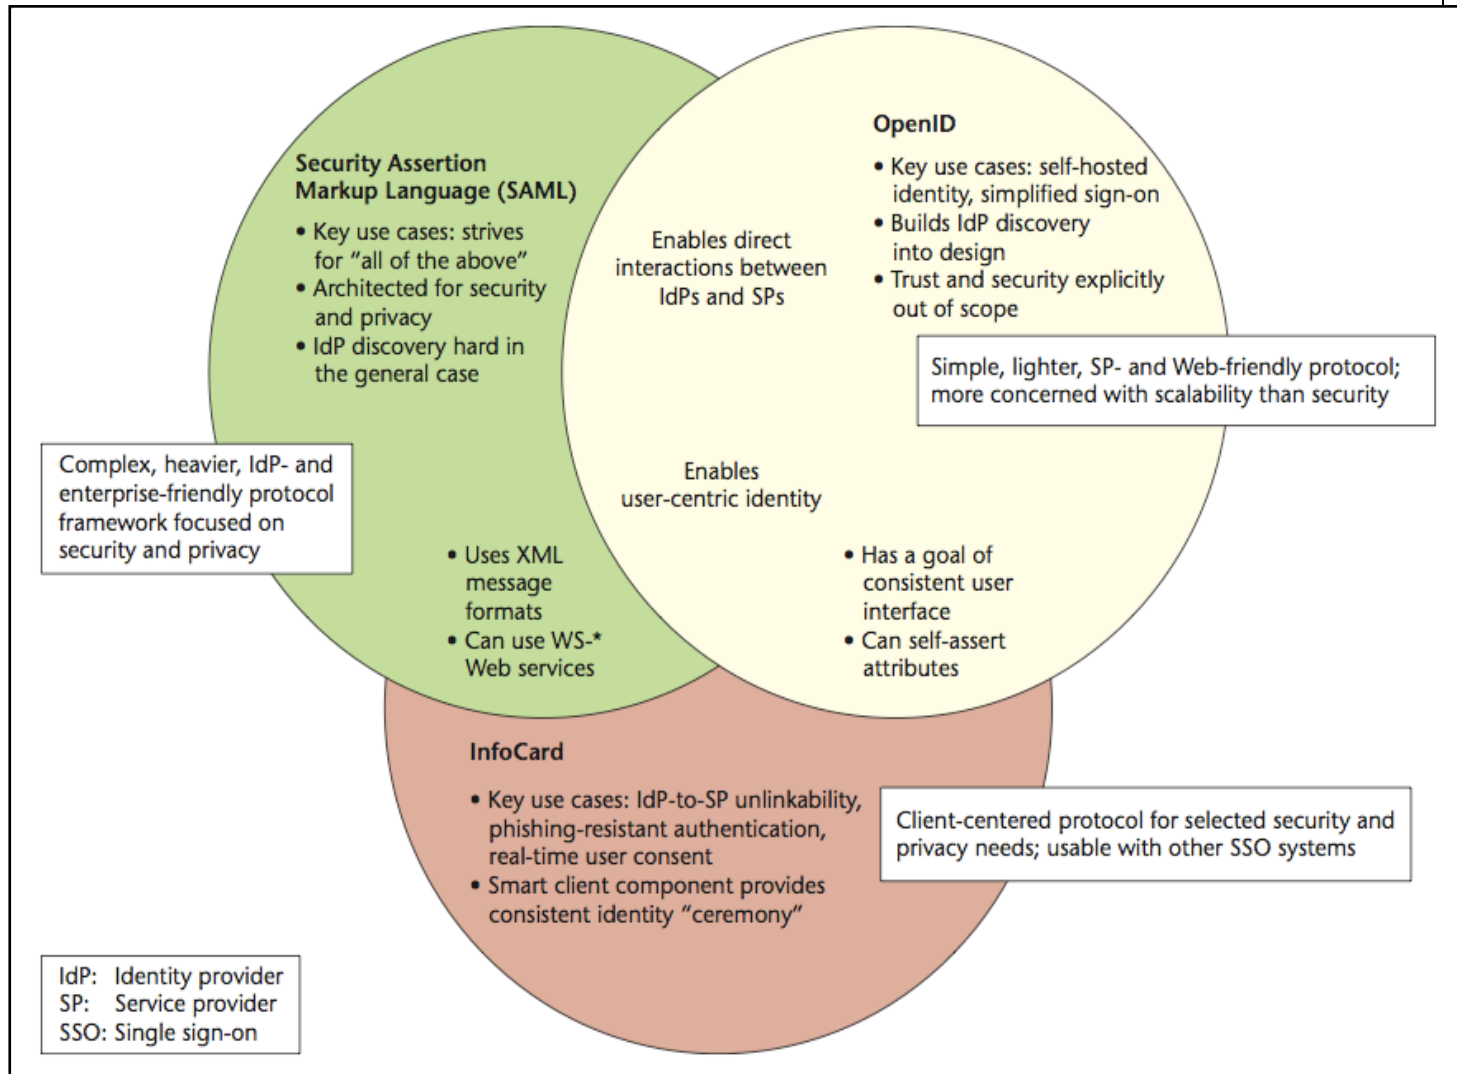 Security Assertion
Markup Language (SAML)
• Key use cases: strives
for “all of the above”
• Architected for security
and privacy
• IdP discovery hard in
the general case
Enables direct
interactions between
IdPs and SPs
OpenID
• Key use cases: self-hosted
identity, simplified sign-on
• Builds IdP discovery
into design
• Trust and security explicitly
out of scope
Simple, lighter, SP- and Web-friendly protocol;
more concerned with scalability than security
Complex, heavier, IdP- and
enterprise-friendly protocol
framework focused on
security and privacy
Enables
user-centric identity
• Uses XML
message
formats
• Can use WS-*
Web services
• Has a goal of
consistent user
interface
• Can self-assert
attributes
InfoCard
• Key use cases: IdP-to-SP unlinkability,
phishing-resistant authentication,
real-time user consent
• Smart client component provides
consistent identity “ceremony”
Client-centered protocol for selected security and
privacy needs; usable with other SSO systems
IdP: Identity provider
SP: Service provider
SSO: Single sign-on